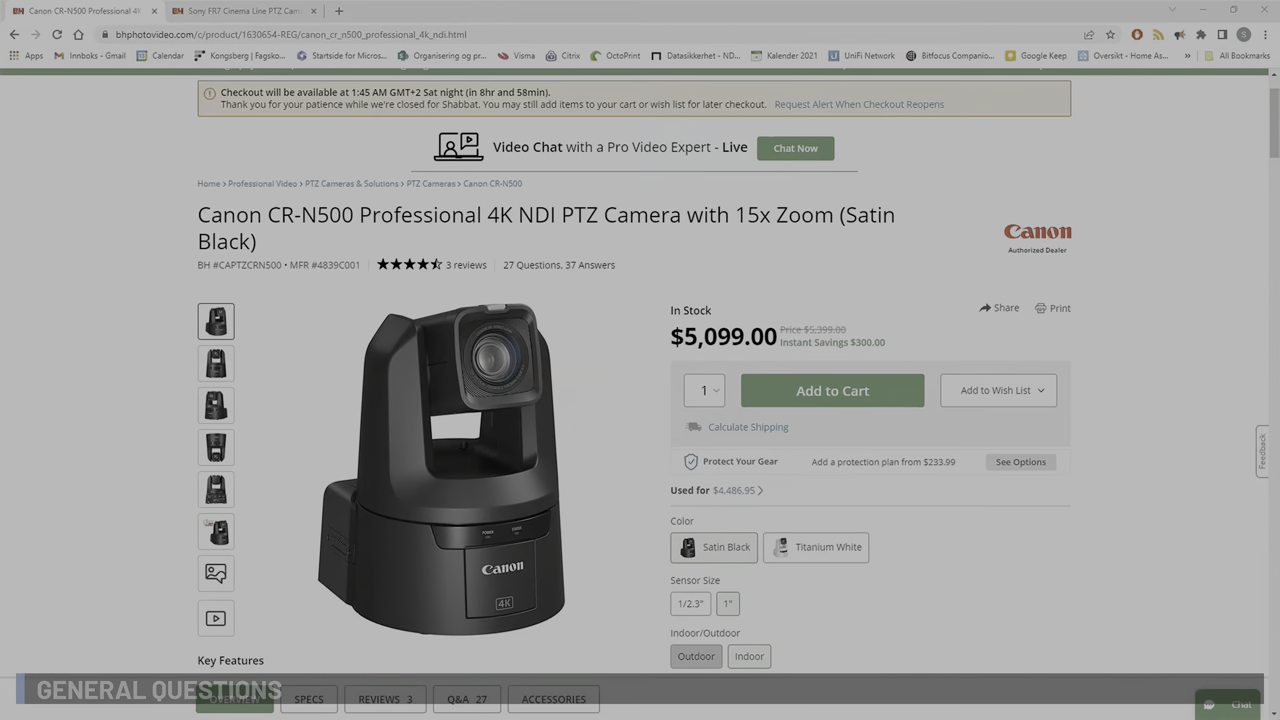 Canon CR-N500 Professional 4K
Sony FR7 Cinema Line PTZ Cam
bhphotovideo.com/c/product/1630654-REG/canon_cr_n500_professional_4k_ndi.html
S
Apps
Innboks - Gmail
Calendar
Kongsberg | Fagsko...
Startside for Micros...
Organisering og pr...
Visma
Citrix
OctoPrint
Datasikkerhet - ND...
Kalender 2021
UniFi Network
Bitfocus Companio...
Google Keep
Oversikt - Home As...
»
All Bookmarks
Checkout will be available at 1:45 AM GMT+2 Sat night (in 8hr and 58min).
Thank you for your patience while we're closed for Shabbat. You may still add items to your cart or wish list for later checkout. Request Alert When Checkout Reopens
Video Chat with a Pro Video Expert - Live
Chat Now
Home > Professional Video > PTZ Cameras & Solutions > PTZ Cameras > Canon CR-N500
Canon CR-N500 Professional 4K NDI PTZ Camera with 15x Zoom (Satin
Black)
Canon
Authorized Dealer
BH #CAPTZCRN500 • MFR #4839C001
3 reviews
27 Questions, 37 Answers
In Stock
Share
Print
$5,099.00
Price $5,399.00
Instant Savings $300.00
1
Add to Cart
Add to Wish List
Calculate Shipping
Protect Your Gear
Add a protection plan from $233.99
See Options
Feedback
Used for $4,486.95
Color
Satin Black
Titanium White
Canon
4K
Sensor Size
1/2.3"
1"
Indoor/Outdoor
Outdoor
Indoor
Key Features
GENERAL QUESTIONS
OVERVIEW
SPECS
REVIEWS 3
Q&A 27
ACCESSORIES
Chat